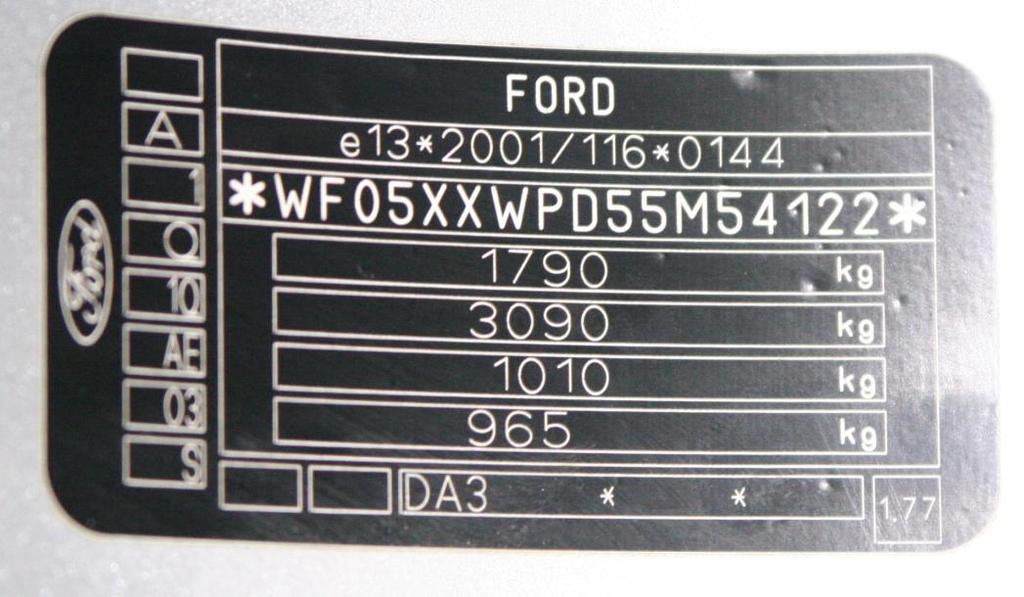 FORD
e13*2001/116*0144
*WF05XXWPD55M54122*
1790 kg
3090 kg
1010 kg
965 kg
DA3 * *
1.77
Ford
A
1
O
10
AE
03
S